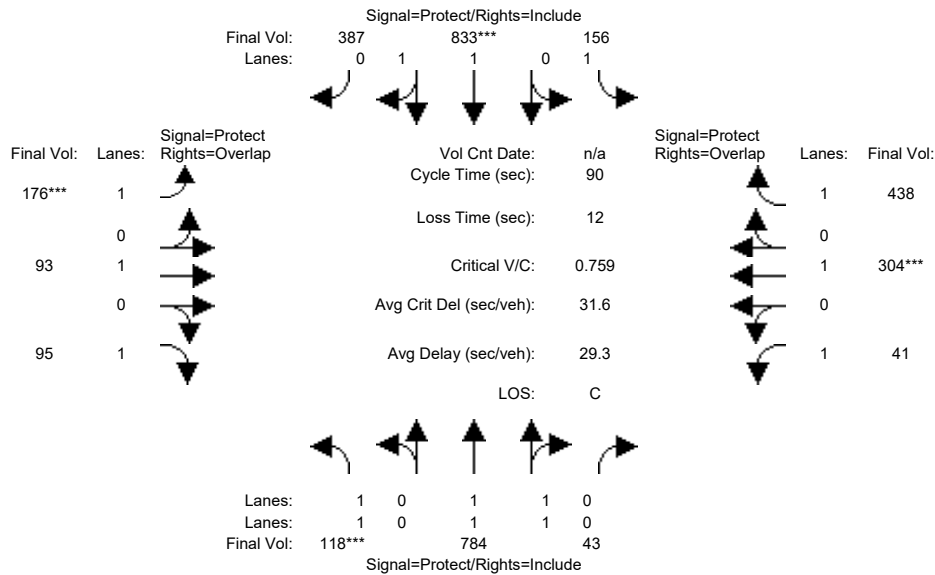 Signal=Protect/Rights=Include
Final Vol: 387 833*** 156
Lanes: 0 1 1 0 1
Signal=Protect Signal=Protect
Final Vol: Lanes: Rights=Overlap Vol Cnt Date: n/a Rights=Overlap Lanes: Final Vol:
Cycle Time (sec): 90
176*** 1 1 438
Loss Time (sec): 12
0 0
93 1 Critical V/C: 0.759 1 304***
0 Avg Crit Del (sec/veh): 31.6 0
95 1 Avg Delay (sec/veh): 29.3 1 41
LOS: C
Lanes: 1 0 1 1 0
Lanes: 1 0 1 1 0
Final Vol: 118*** 784 43
Signal=Protect/Rights=Include